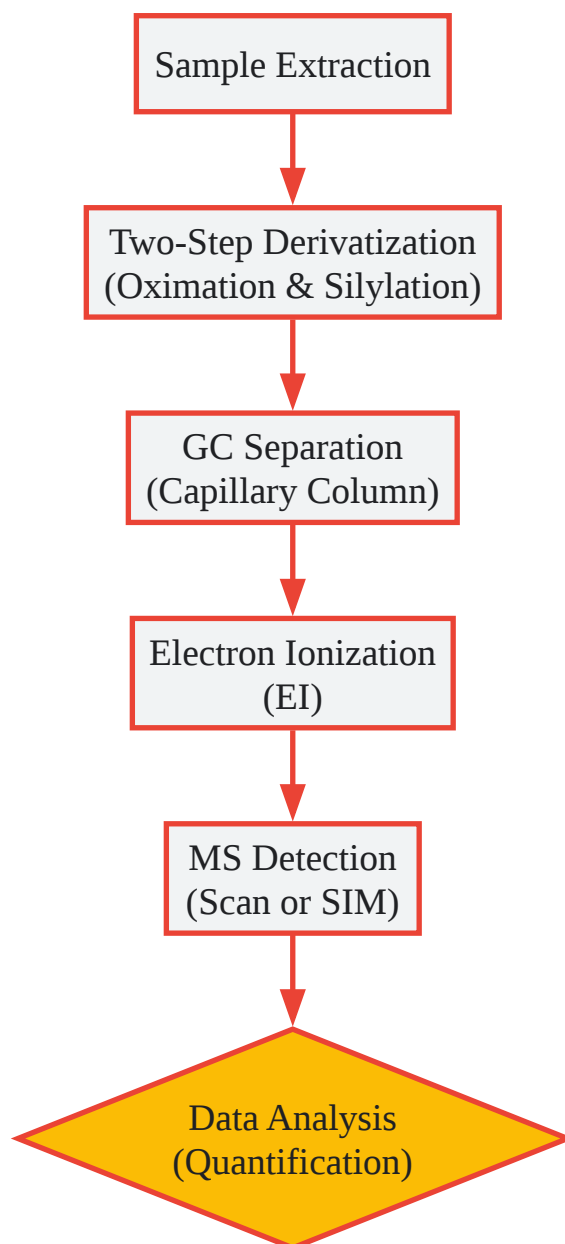 Sample Extraction
Two-Step Derivatization
(Oximation & Silylation)
GC Separation
(Capillary Column)
Electron Ionization
(EI)
MS Detection
(Scan or SIM)
Data Analysis
(Quantification)